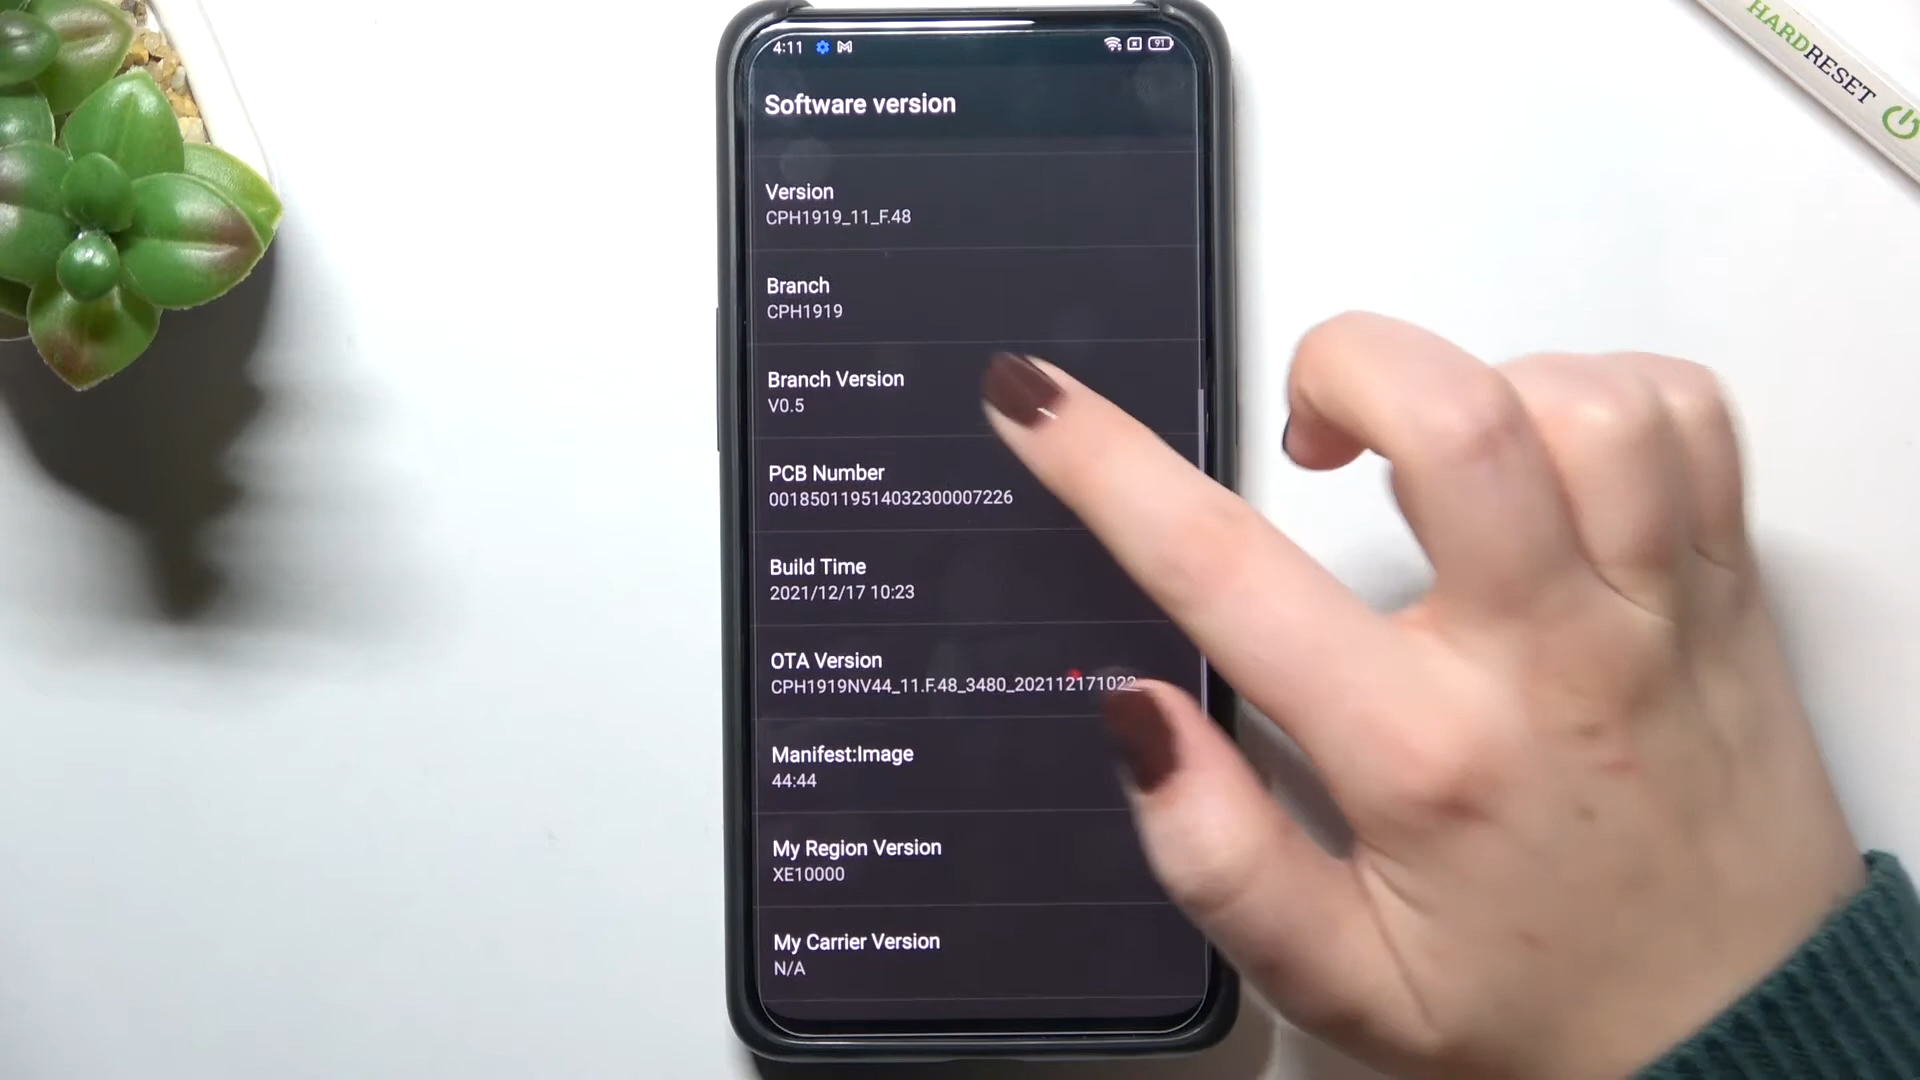 4:11
91
Software version
Version
CPH1919_11_F.48
Branch
CPH1919
Branch Version
V0.5
PCB Number
001850119514032300007226
Build Time
2021/12/17 10:23
OTA Version
CPH1919NV44_11.F.48_3480_202112171022
Manifest:Image
44:44
My Region Version
XE10000
My Carrier Version
N/A
HARDRESET